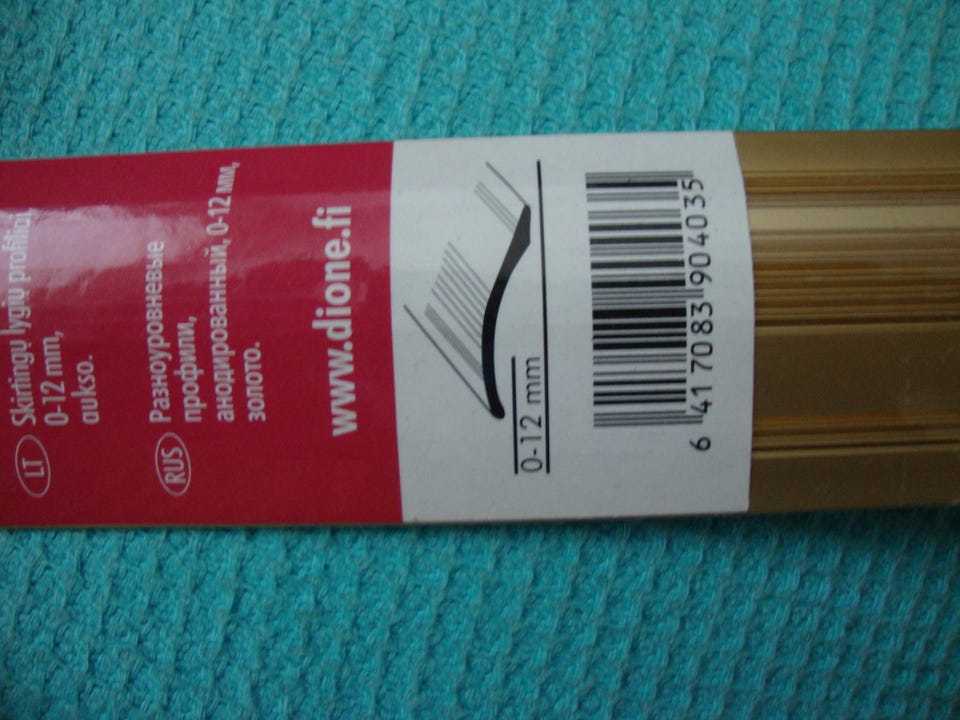 LT Skirtingų lygių profiliai,
0-12 mm,
aukso.
RUS Разноуровневые
профили,
анодированный, 0-12 мм,
золото.
www.dione.fi
0-12 mm
6 417083 904035